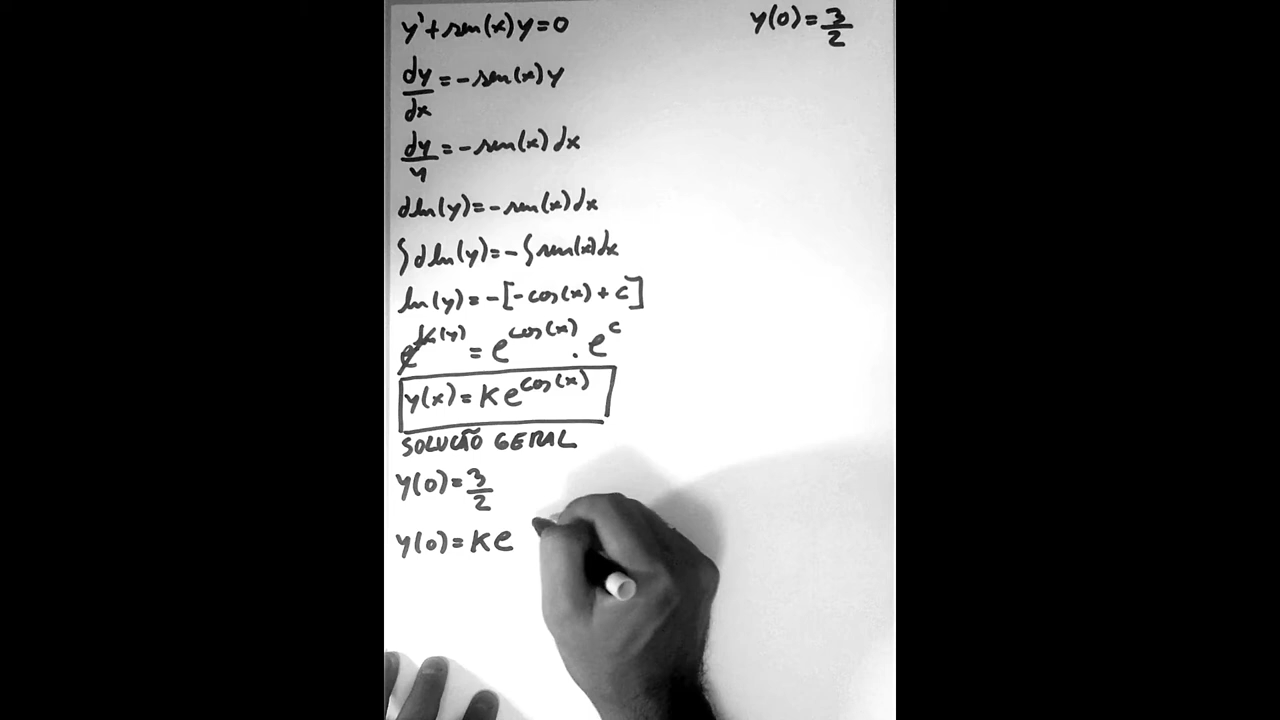 y'+sen(x)y=0
y(0)=3/2
dy/dx=-sen(x)y
dy/y=-sen(x)dx
dln(y)=-sen(x)dx
∫dln(y)=-∫sen(x)dx
ln(y)=-[-cos(x)+c]
e^ln(y)=e^cos(x).e^c
y(x)=Ke^cos(x)
SOLUCÃO GERAL
y(0)=3/2
y(0)=Ke